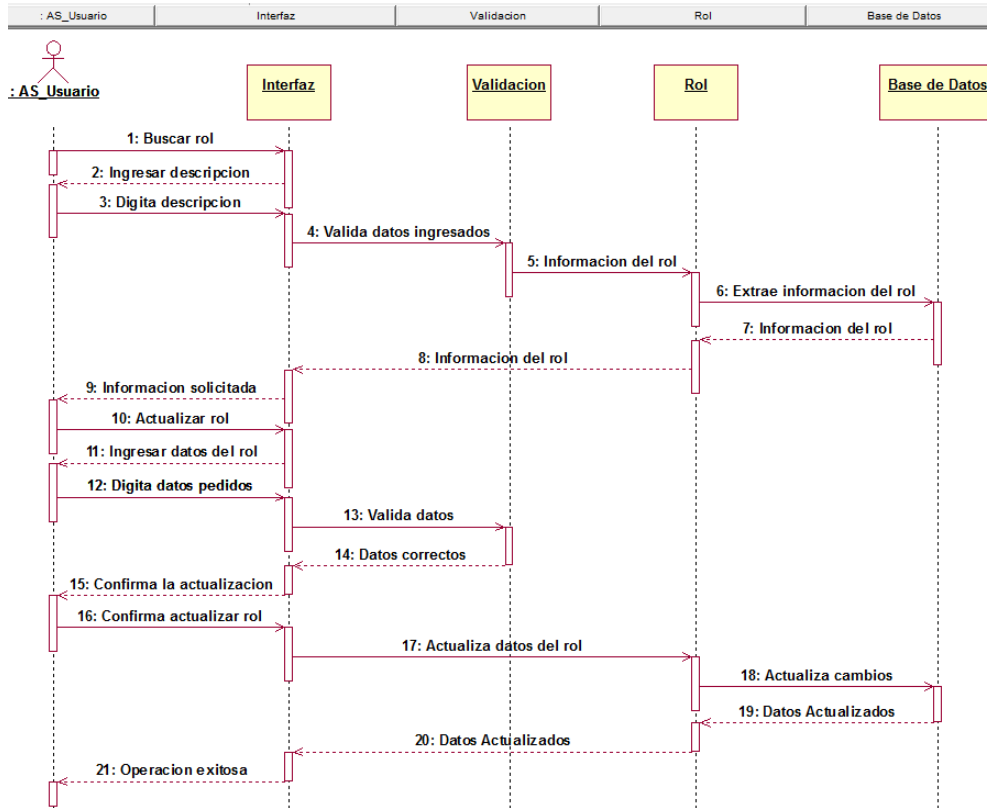 : AS_Usuario Interfaz Validacion Rol Base de Datos
: AS_Usuario Interfaz Validacion Rol Base de Datos
1: Buscar rol
2: Ingresar descripcion
3: Digita descripcion
4: Valida datos ingresados
5: Informacion del rol
6: Extrae informacion del rol
7: Informacion del rol
8: Informacion del rol
9: Informacion solicitada
10: Actualizar rol
11: Ingresar datos del rol
12: Digita datos pedidos
13: Valida datos
14: Datos correctos
15: Confirma la actualizacion
16: Confirma actualizar rol
17: Actualiza datos del rol
18: Actualiza cambios
19: Datos Actualizados
20: Datos Actualizados
21: Operacion exitosa